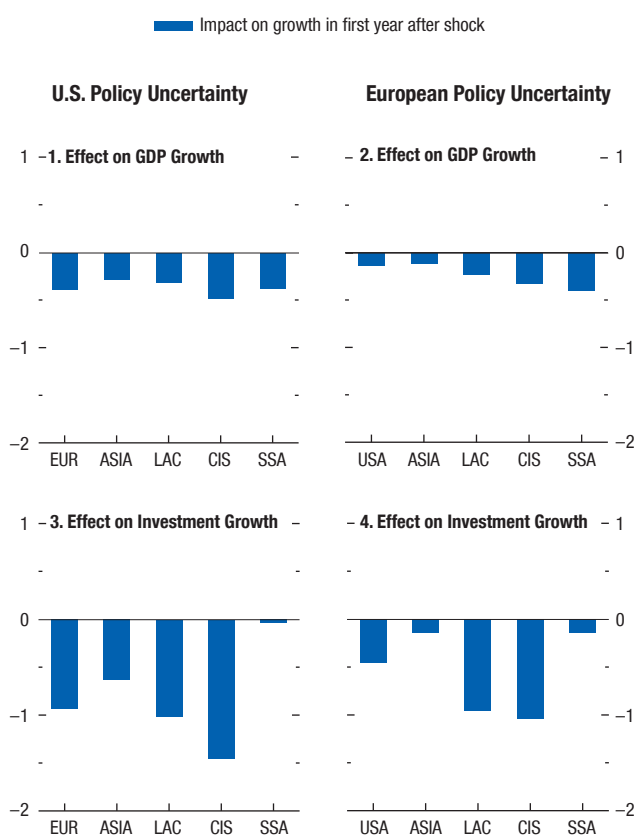 Impact on growth in first year after shock
U.S. Policy Uncertainty
European Policy Uncertainty
1. Effect on GDP Growth
1
0
–1
–2
EUR ASIA LAC CIS SSA
2. Effect on GDP Growth
1
0
–1
–2
USA ASIA LAC CIS SSA
3. Effect on Investment Growth
1
0
–1
–2
EUR ASIA LAC CIS SSA
4. Effect on Investment Growth
1
0
–1
–2
USA ASIA LAC CIS SSA